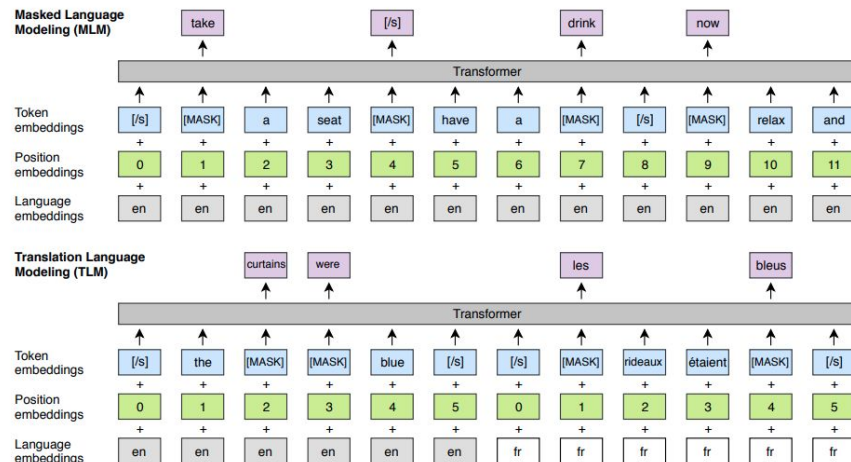 Masked Language
Modeling (MLM)
take [/s] drink now
Transformer
Token
embeddings
[/s] [MASK] a seat [MASK] have a [MASK] [/s] [MASK] relax and
+ + + + + + + + + + + +
Position
embeddings
0 1 2 3 4 5 6 7 8 9 10 11
+ + + + + + + + + + + +
Language
embeddings
en en en en en en en en en en en en
Translation Language
Modeling (TLM)
curtains were les bleus
Transformer
Token
embeddings
[/s] the [MASK] [MASK] blue [/s] [/s] [MASK] rideaux étaient [MASK] [/s]
+ + + + + + + + + + + +
Position
embeddings
0 1 2 3 4 5 0 1 2 3 4 5
+ + + + + + + + + + + +
Language
embeddings
en en en en en en fr fr fr fr fr fr